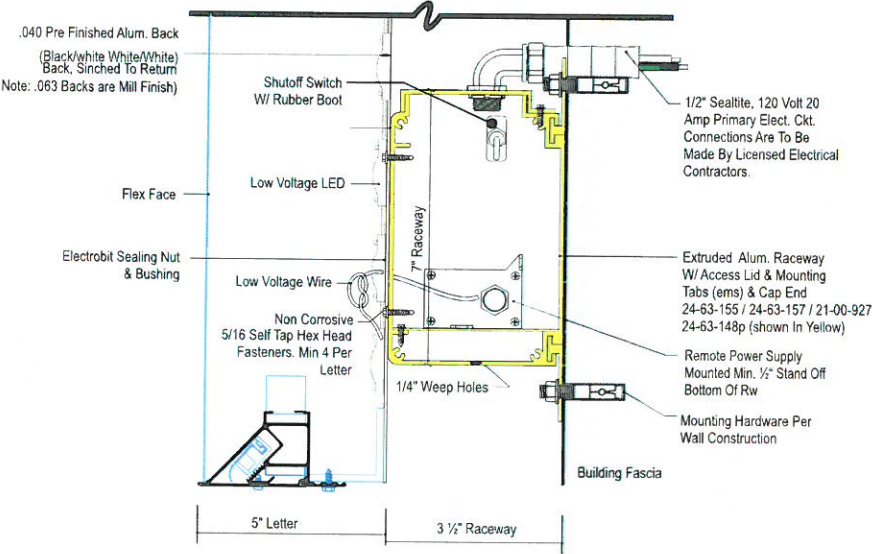 .040 Pre Finished Alum. Back
(Black/white White/White)
Back, Sinched To Return
Note: .063 Backs are Mill Finish)
Shutoff Switch
W/ Rubber Boot
1/2" Sealtite, 120 Volt 20
Amp Primary Elect. Ckt.
Connections Are To Be
Made By Licensed Electrical
Contractors.
Flex Face
Low Voltage LED
7" Raceway
Electrobit Sealing Nut
& Bushing
Low Voltage Wire
Extruded Alum. Raceway
W/ Access Lid & Mounting
Tabs (ems) & Cap End
24-63-155 / 24-63-157 / 21-00-927
24-63-148p (shown In Yellow)
Non Corrosive
5/16 Self Tap Hex Head
Fasteners. Min 4 Per
Letter
Remote Power Supply
Mounted Min. ½" Stand Off
Bottom Of Rw
1/4" Weep Holes
Mounting Hardware Per
Wall Construction
Building Fascia
5" Letter
3 ½" Raceway